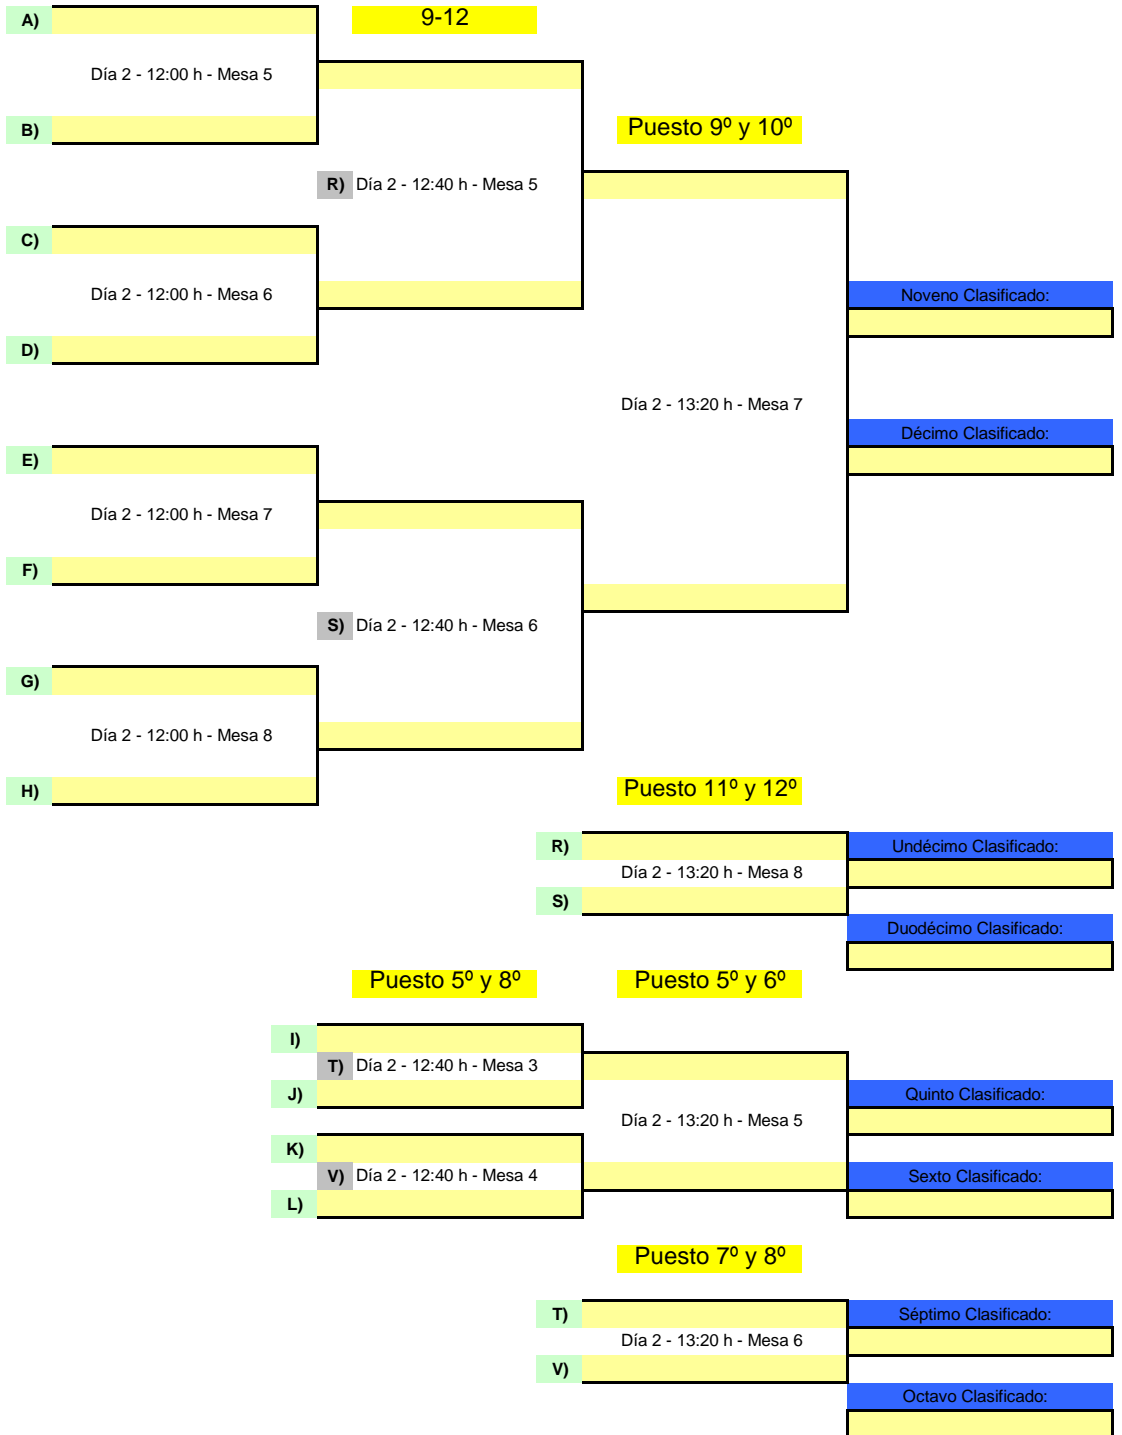 A)
9-12
Día 2 - 12:00 h - Mesa 5
B)
Puesto 9º y 10º
R) Día 2 - 12:40 h - Mesa 5
C)
Día 2 - 12:00 h - Mesa 6
Noveno Clasificado:
D)
Día 2 - 13:20 h - Mesa 7
Décimo Clasificado:
E)
Día 2 - 12:00 h - Mesa 7
F)
S) Día 2 - 12:40 h - Mesa 6
G)
Día 2 - 12:00 h - Mesa 8
H)
Puesto 11º y 12º
R)
Undécimo Clasificado:
Día 2 - 13:20 h - Mesa 8
S)
Duodécimo Clasificado:
Puesto 5º y 8º
Puesto 5º y 6º
I)
T) Día 2 - 12:40 h - Mesa 3
J)
Quinto Clasificado:
Día 2 - 13:20 h - Mesa 5
K)
V) Día 2 - 12:40 h - Mesa 4
Sexto Clasificado:
L)
Puesto 7º y 8º
T)
Séptimo Clasificado:
Día 2 - 13:20 h - Mesa 6
V)
Octavo Clasificado: